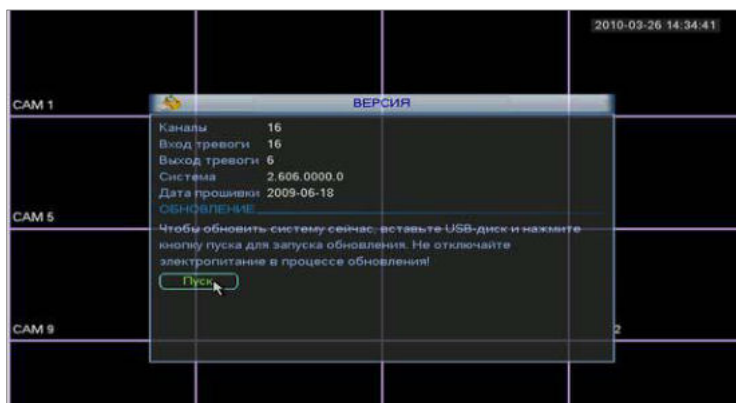 2010-03-26 14:34:41
CAM 1
ВЕРСИЯ
Каналы 16
Вход тревоги 16
Выход тревоги 6
Система 2.606.0000.0
Дата прошивки 2009-06-18
ОБНОВЛЕНИЕ
CAM 5
Чтобы обновить систему сейчас, вставьте USB-диск и нажмите
кнопку пуска для запуска обновления. Не отключайте
электропитание в процессе обновления!
Пуск
CAM 9
2